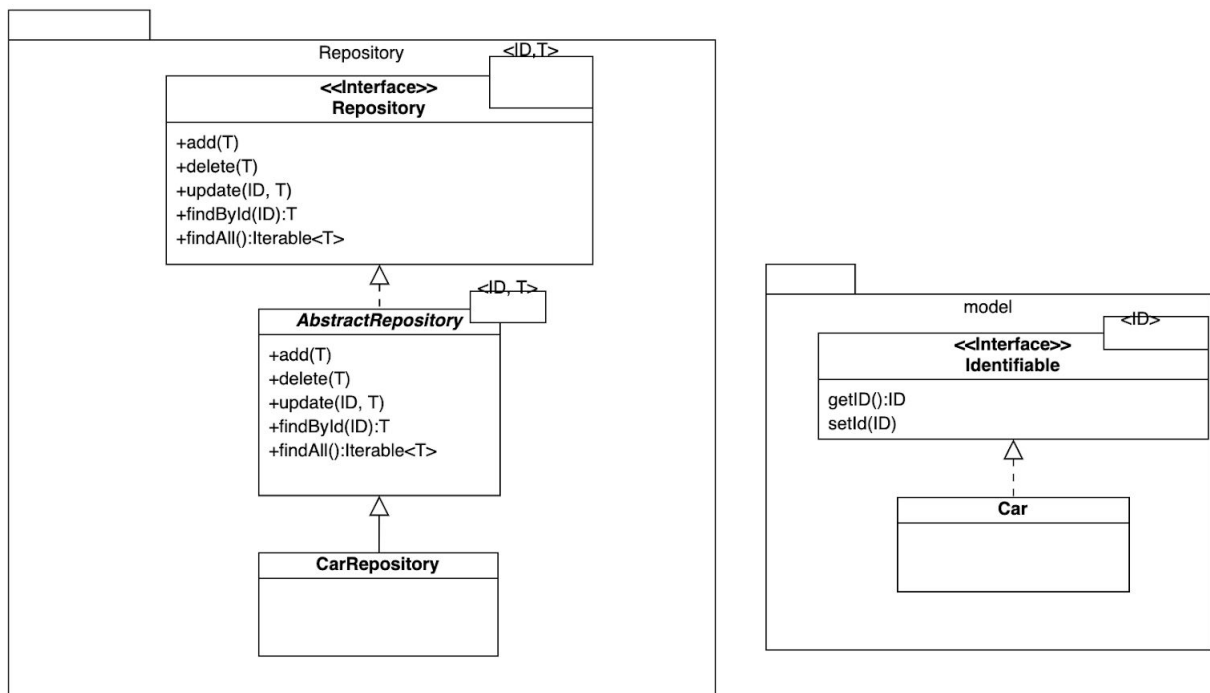 Repository
<ID,T>
<<Interface>>
Repository
+add(T)
+delete(T)
+update(ID, T)
+findById(ID):T
+findAll():Iterable<T>
<ID, T>
AbstractRepository
+add(T)
+delete(T)
+update(ID, T)
+findById(ID):T
+findAll():Iterable<T>
CarRepository
model
<ID>
<<Interface>>
Identifiable
getID():ID
setId(ID)
Car